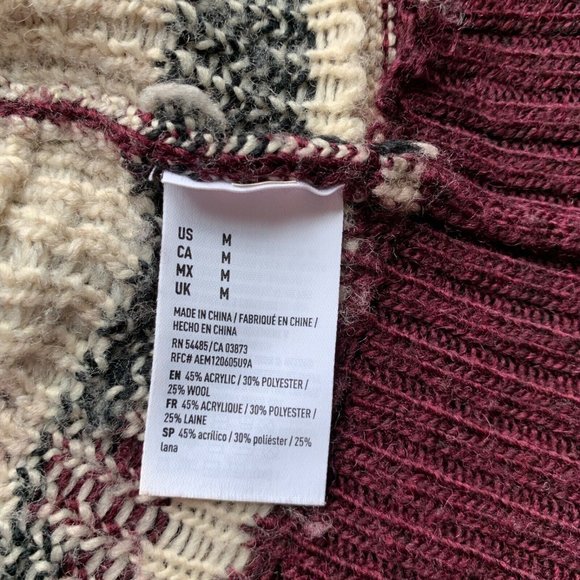 US M
CA M
MX M
UK M
MADE IN CHINA / FABRIQUÉ EN CHINE /
HECHO EN CHINA
RN 54485 / CA 03873
RFC# AEM120605U9A
EN 45% ACRYLIC / 30% POLYESTER /
25% WOOL
FR 45% ACRYLIQUE / 30% POLYESTER /
25% LAINE
SP 45% acrílico / 30% poliéster / 25%
lana